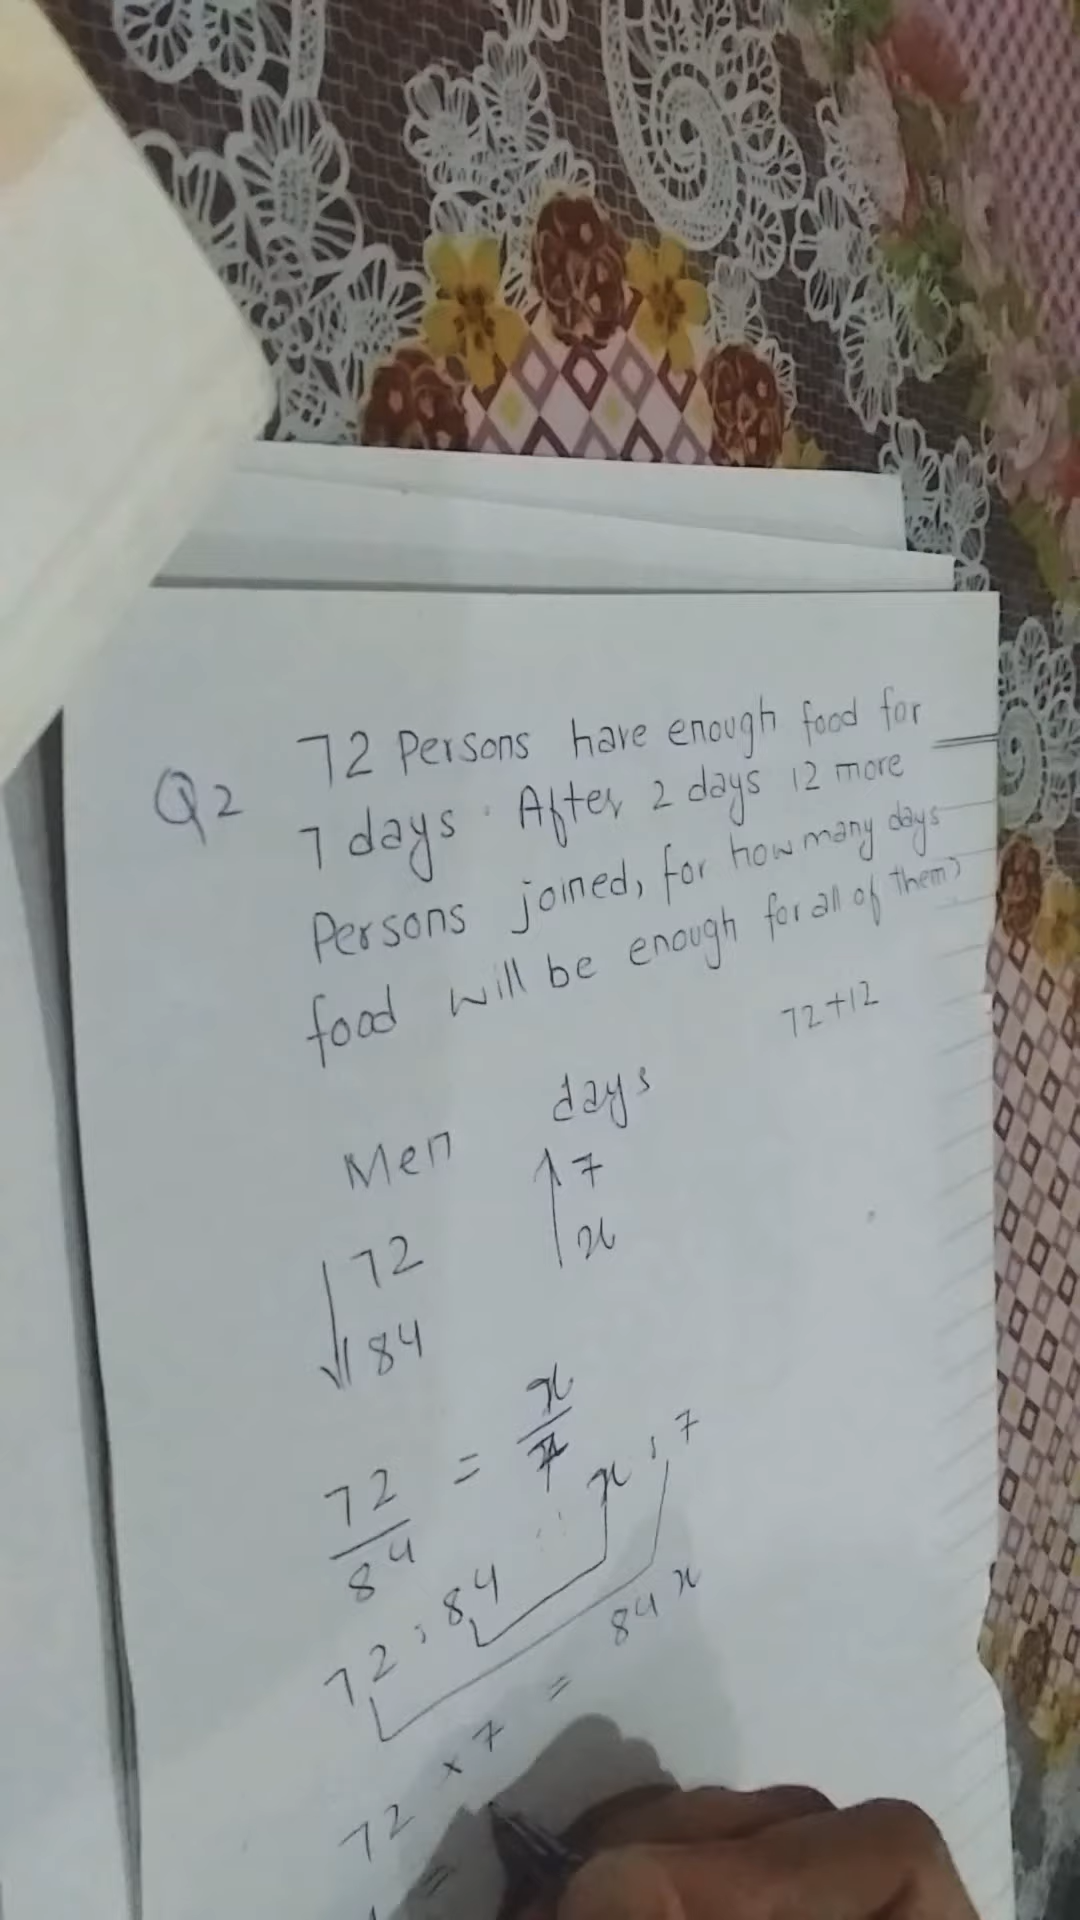 Q2 72 Persons have enough food for
7 days. After 2 days 12 more
Persons joined, for how many days
food will be enough for all of them?
72+12
Men days
72 7
84 x
72/84 = x/7
72 : 84 :: x : 7
72 × 7 = 84 x
=